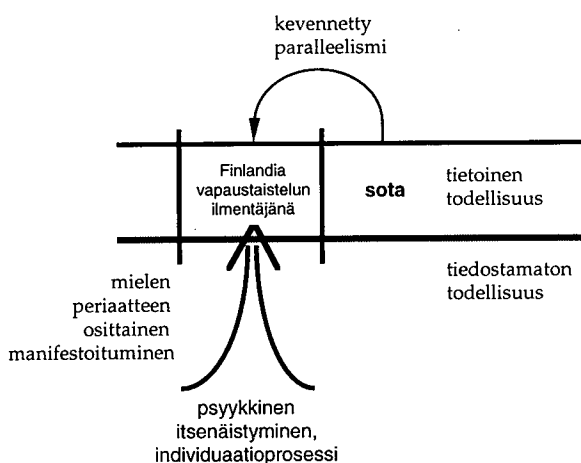 kevennetty
paralleelismi
Finlandia
vapaustaistelun
ilmentäjänä
sota
tietoinen
todellisuus
tiedostamaton
todellisuus
mielen
periaatteen
osittainen
manifestoituminen
psyykkinen
itsenäistyminen,
individuaatioprosessi